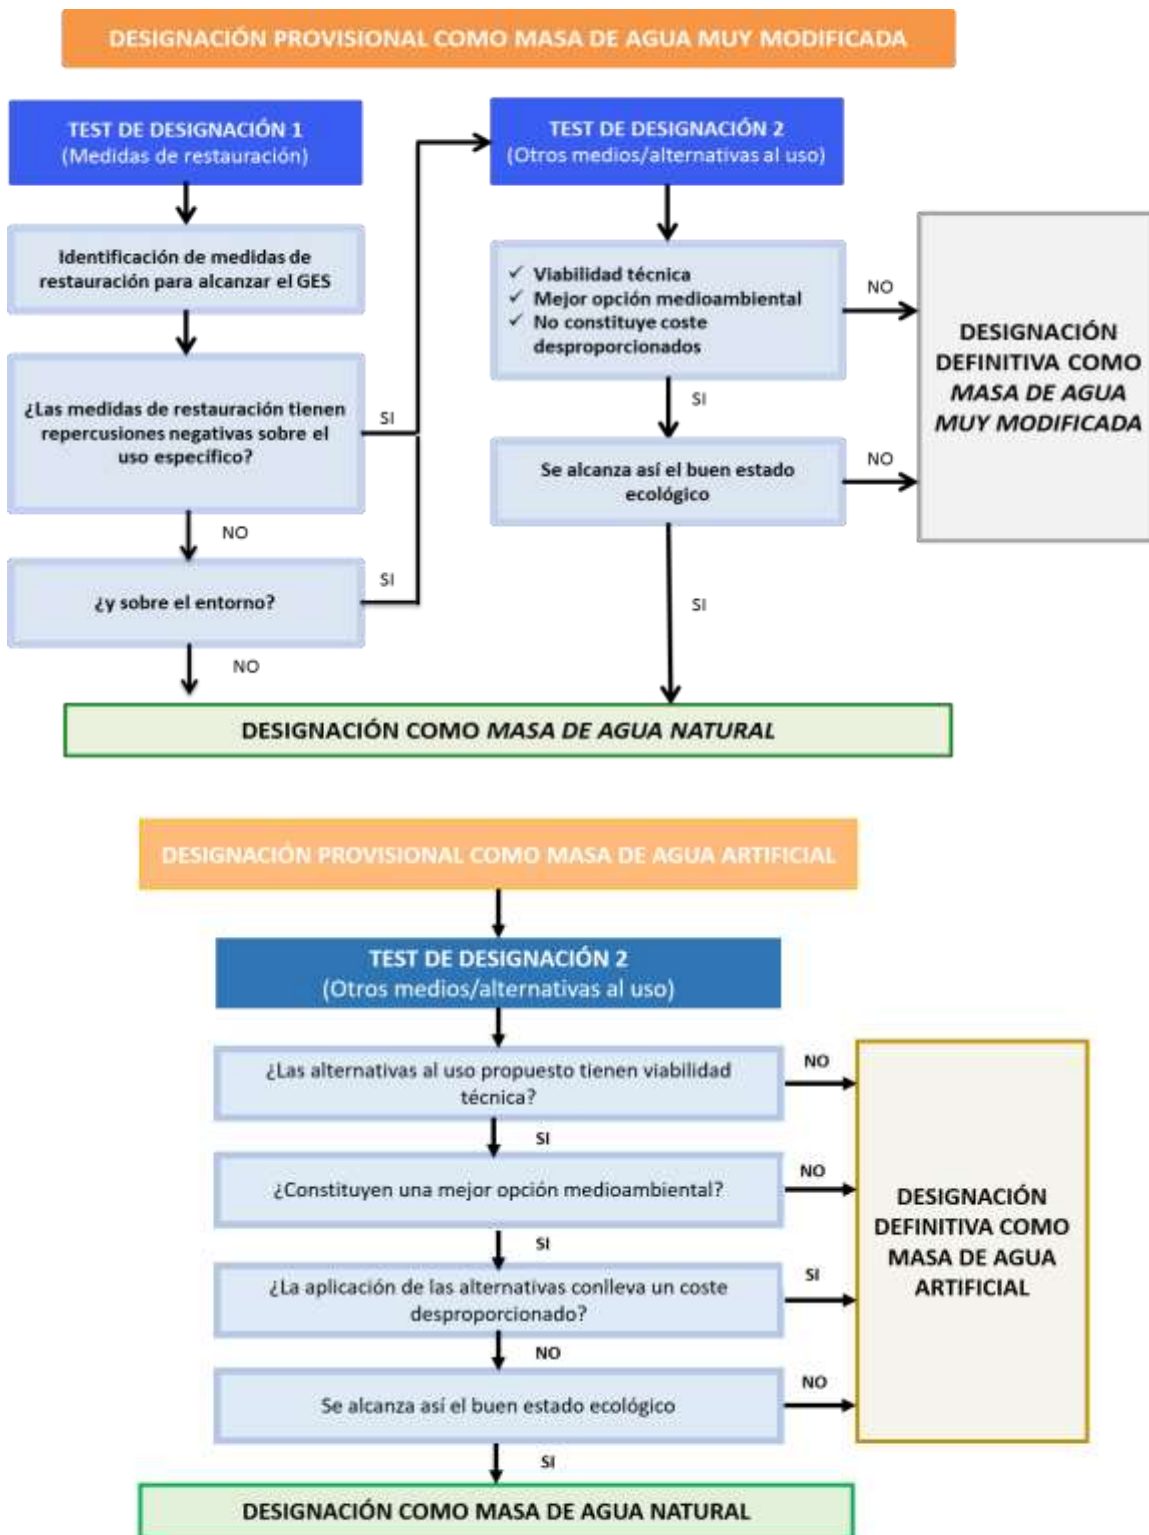 DESIGNACIÓN PROVISIONAL COMO MASA DE AGUA MUY MODIFICADA
TEST DE DESIGNACIÓN 1
(Medidas de restauración)
Identificación de medidas de
restauración para alcanzar el GES
¿Las medidas de restauración tienen
repercusiones negativas sobre el
uso específico?
SI
NO
¿y sobre el entorno?
SI
NO
TEST DE DESIGNACIÓN 2
(Otros medios/alternativas al uso)
✓ Viabilidad técnica
✓ Mejor opción medioambiental
✓ No constituye coste
desproporcionados
NO
SI
Se alcanza así el buen estado
ecológico
NO
SI
DESIGNACIÓN
DEFINITIVA COMO
MASA DE AGUA
MUY MODIFICADA
DESIGNACIÓN COMO MASA DE AGUA NATURAL
DESIGNACIÓN PROVISIONAL COMO MASA DE AGUA ARTIFICIAL
TEST DE DESIGNACIÓN 2
(Otros medios/alternativas al uso)
¿Las alternativas al uso propuesto tienen viabilidad
técnica?
NO
SI
¿Constituyen una mejor opción medioambiental?
NO
SI
¿La aplicación de las alternativas conlleva un coste
desproporcionado?
SI
NO
Se alcanza así el buen estado ecológico
NO
SI
DESIGNACIÓN
DEFINITIVA COMO
MASA DE AGUA
ARTIFICIAL
DESIGNACIÓN COMO MASA DE AGUA NATURAL